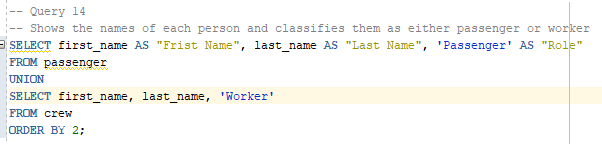 -- Query 14
-- Shows the names of each person and classifies them as either passenger or worker
SELECT first_name AS "Frist Name", last_name AS "Last Name", 'Passenger' AS "Role"
FROM passenger
UNION
SELECT first_name, last_name, 'Worker'
FROM crew
ORDER BY 2;